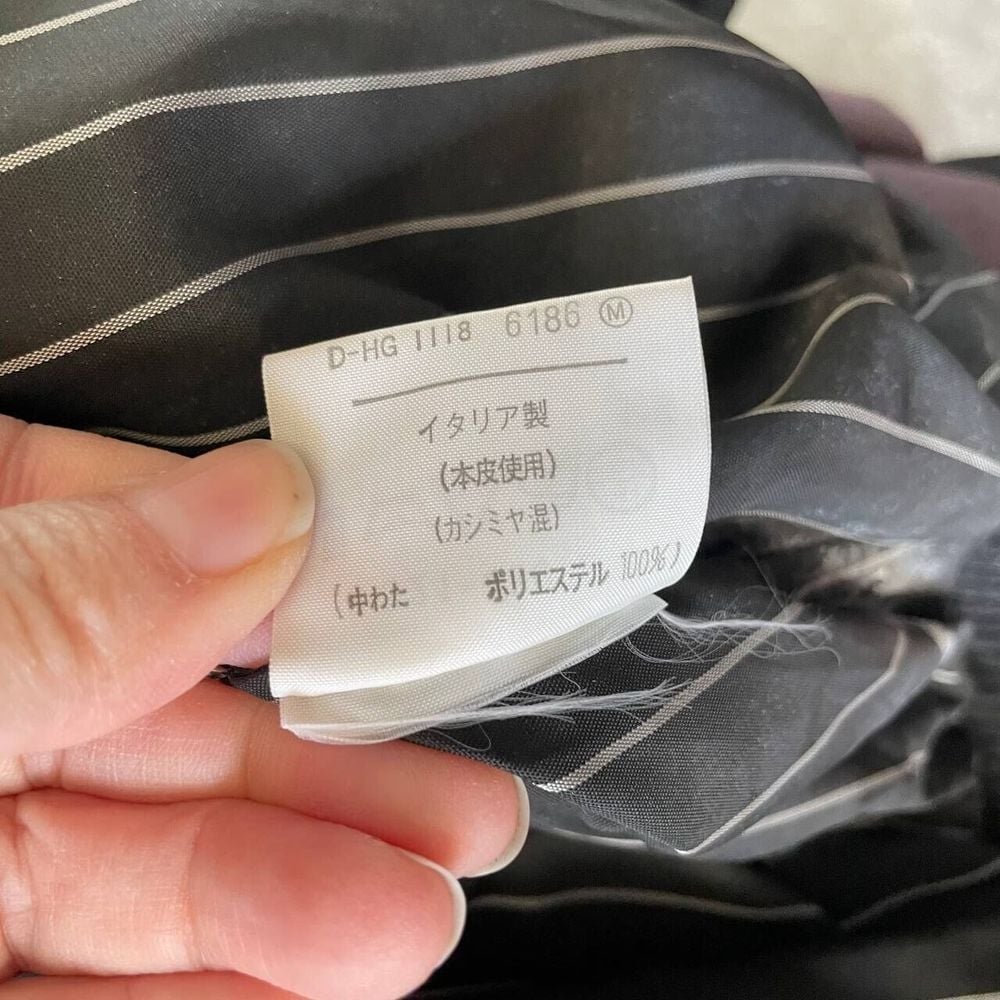 D-HG 1118 6186 Ⓜ
イタリア製
(本皮使用)
(カシミヤ混)
(中わた ポリエステル 100%)